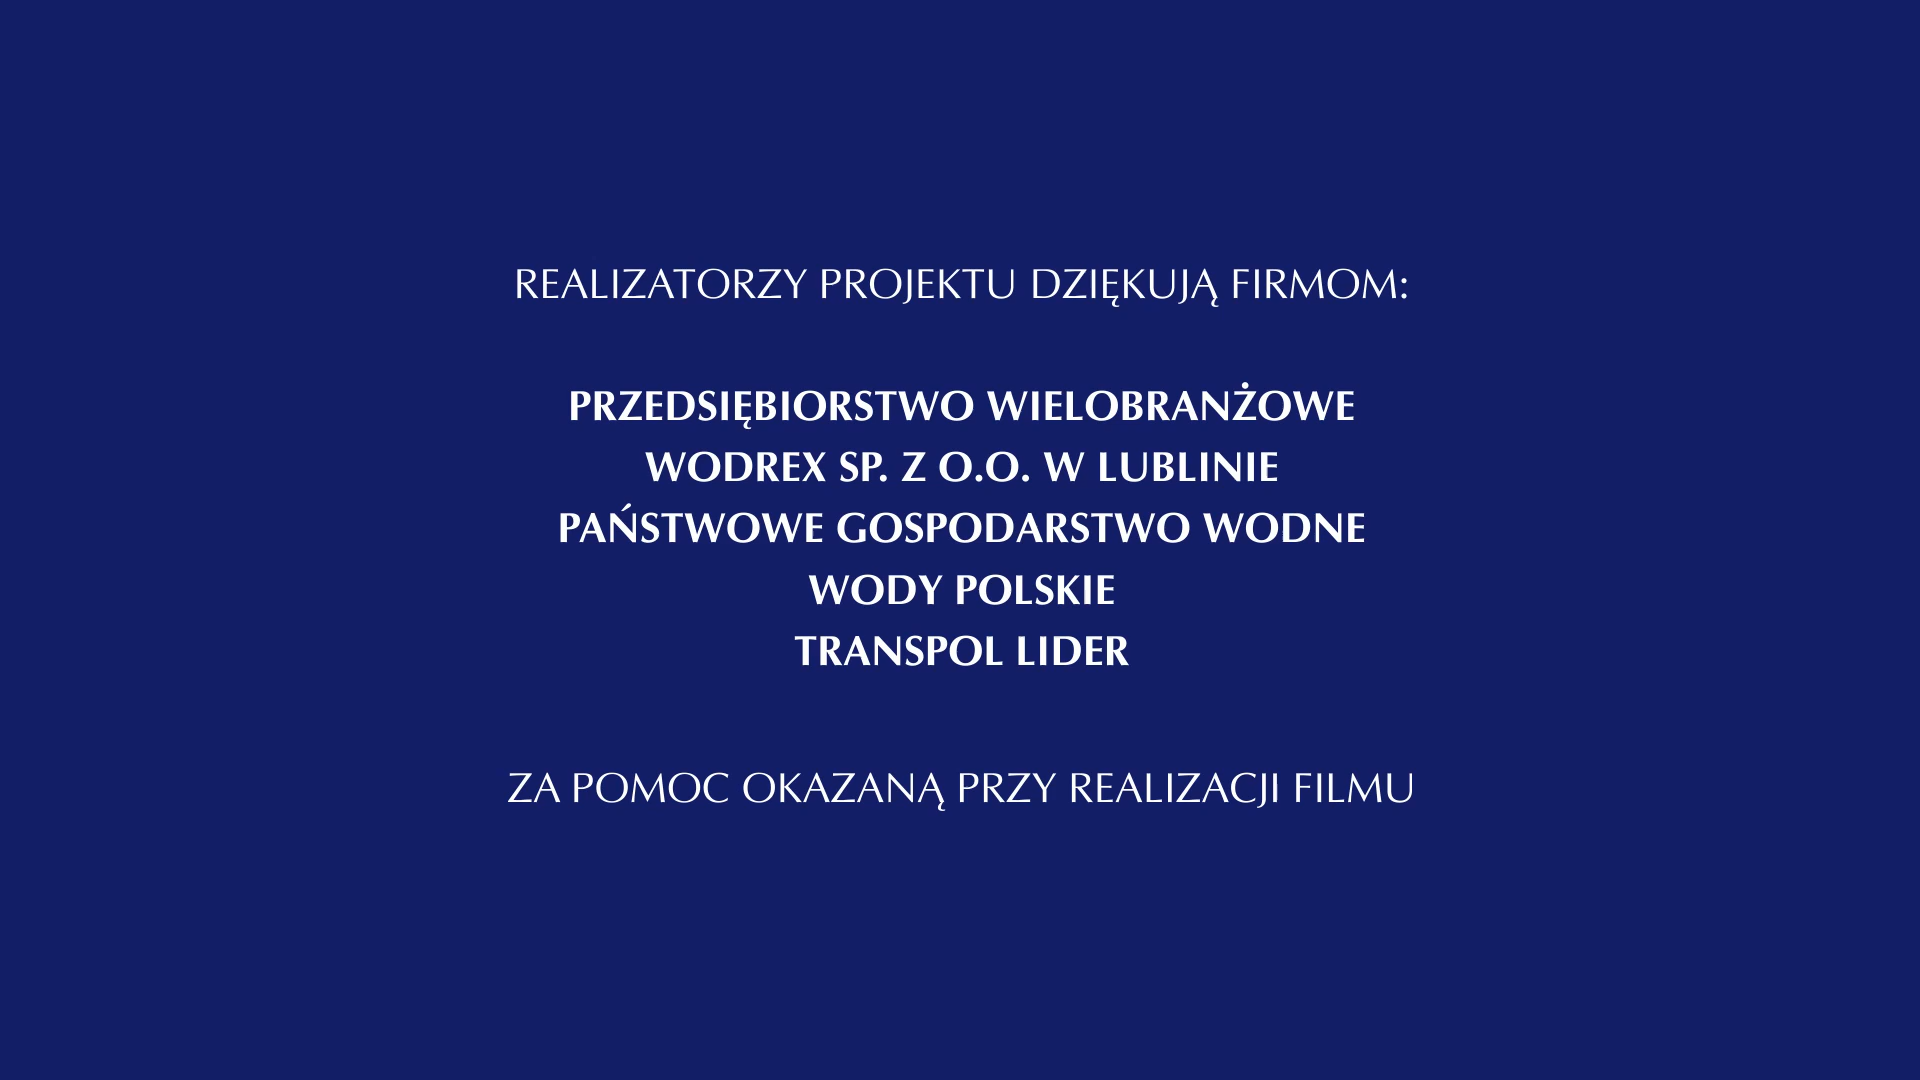 REALIZATORZY PROJEKTU DZIĘKUJĄ FIRMOM:
PRZEDSIĘBIORSTWO WIELOBRANŻOWE
WODREX SP. Z O.O. W LUBLINIE
PAŃSTWOWE GOSPODARSTWO WODNE
WODY POLSKIE
TRANSPOL LIDER
ZA POMOC OKAZANĄ PRZY REALIZACJI FILMU